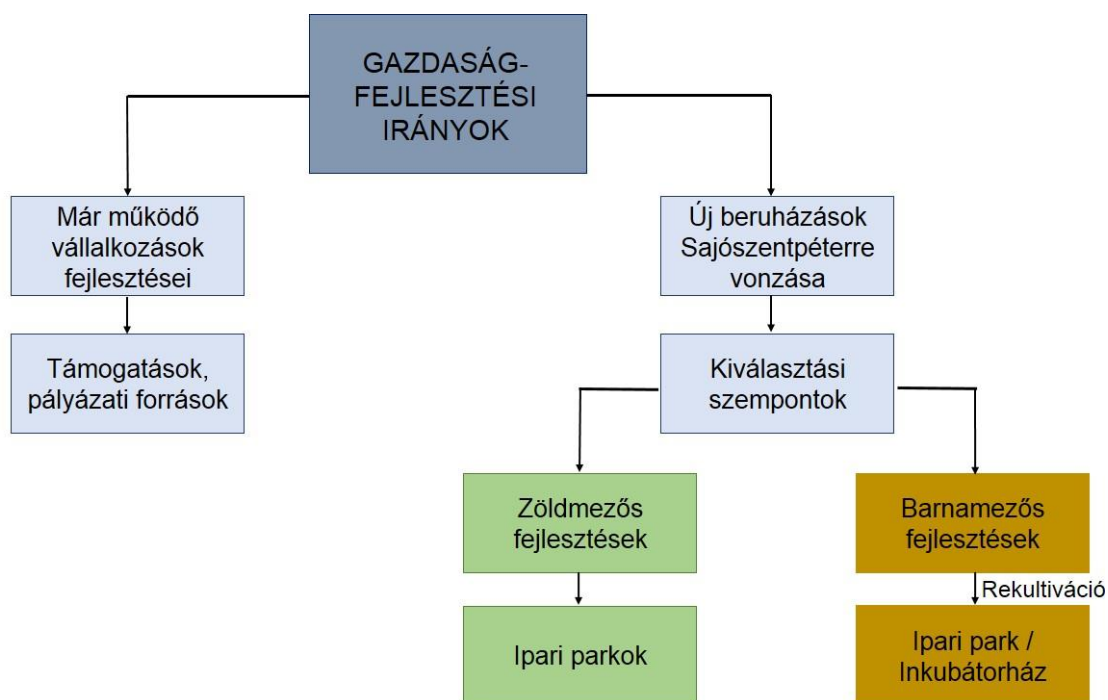 GAZDASÁG-
FEJLESZTÉSI
IRÁNYOK
Már működő
vállalkozások
fejlesztései
Új beruházások
Sajószentpéterre
vonzása
Támogatások,
pályázati források
Kiválasztási
szempontok
Zöldmezős
fejlesztések
Barnamezős
fejlesztések
Rekultiváció
Ipari parkok
Ipari park /
Inkubátorház